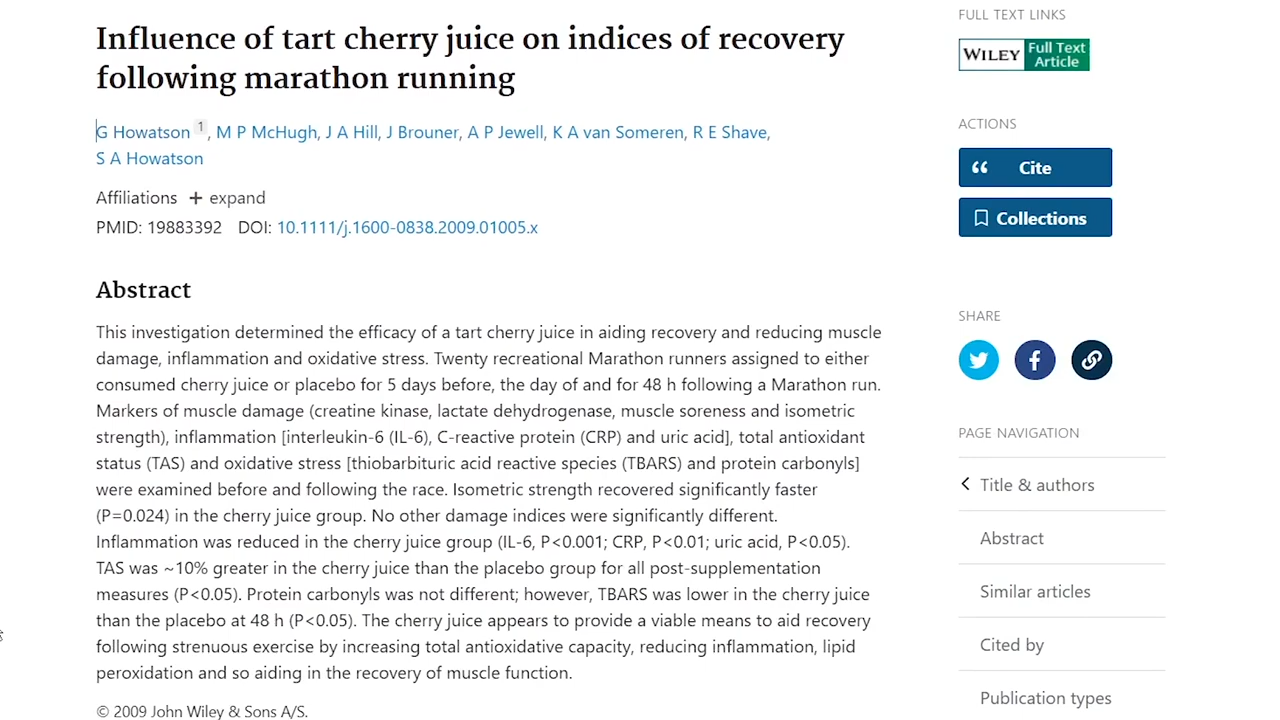 Influence of tart cherry juice on indices of recovery
following marathon running
G Howatson 1, M P McHugh, J A Hill, J Brouner, A P Jewell, K A van Someren, R E Shave,
S A Howatson
Affiliations + expand
PMID: 19883392 DOI: 10.1111/j.1600-0838.2009.01005.x
Abstract
This investigation determined the efficacy of a tart cherry juice in aiding recovery and reducing muscle
damage, inflammation and oxidative stress. Twenty recreational Marathon runners assigned to either
consumed cherry juice or placebo for 5 days before, the day of and for 48 h following a Marathon run.
Markers of muscle damage (creatine kinase, lactate dehydrogenase, muscle soreness and isometric
strength), inflammation [interleukin-6 (IL-6), C-reactive protein (CRP) and uric acid], total antioxidant
status (TAS) and oxidative stress [thiobarbituric acid reactive species (TBARS) and protein carbonyls]
were examined before and following the race. Isometric strength recovered significantly faster
(P=0.024) in the cherry juice group. No other damage indices were significantly different.
Inflammation was reduced in the cherry juice group (IL-6, P<0.001; CRP, P<0.01; uric acid, P<0.05).
TAS was ~10% greater in the cherry juice than the placebo group for all post-supplementation
measures (P<0.05). Protein carbonyls was not different; however, TBARS was lower in the cherry juice
than the placebo at 48 h (P<0.05). The cherry juice appears to provide a viable means to aid recovery
following strenuous exercise by increasing total antioxidative capacity, reducing inflammation, lipid
peroxidation and so aiding in the recovery of muscle function.
© 2009 John Wiley & Sons A/S.
FULL TEXT LINKS
WILEY Full Text
Article
ACTIONS
Cite
Collections
SHARE
PAGE NAVIGATION
Title & authors
Abstract
Similar articles
Cited by
Publication types